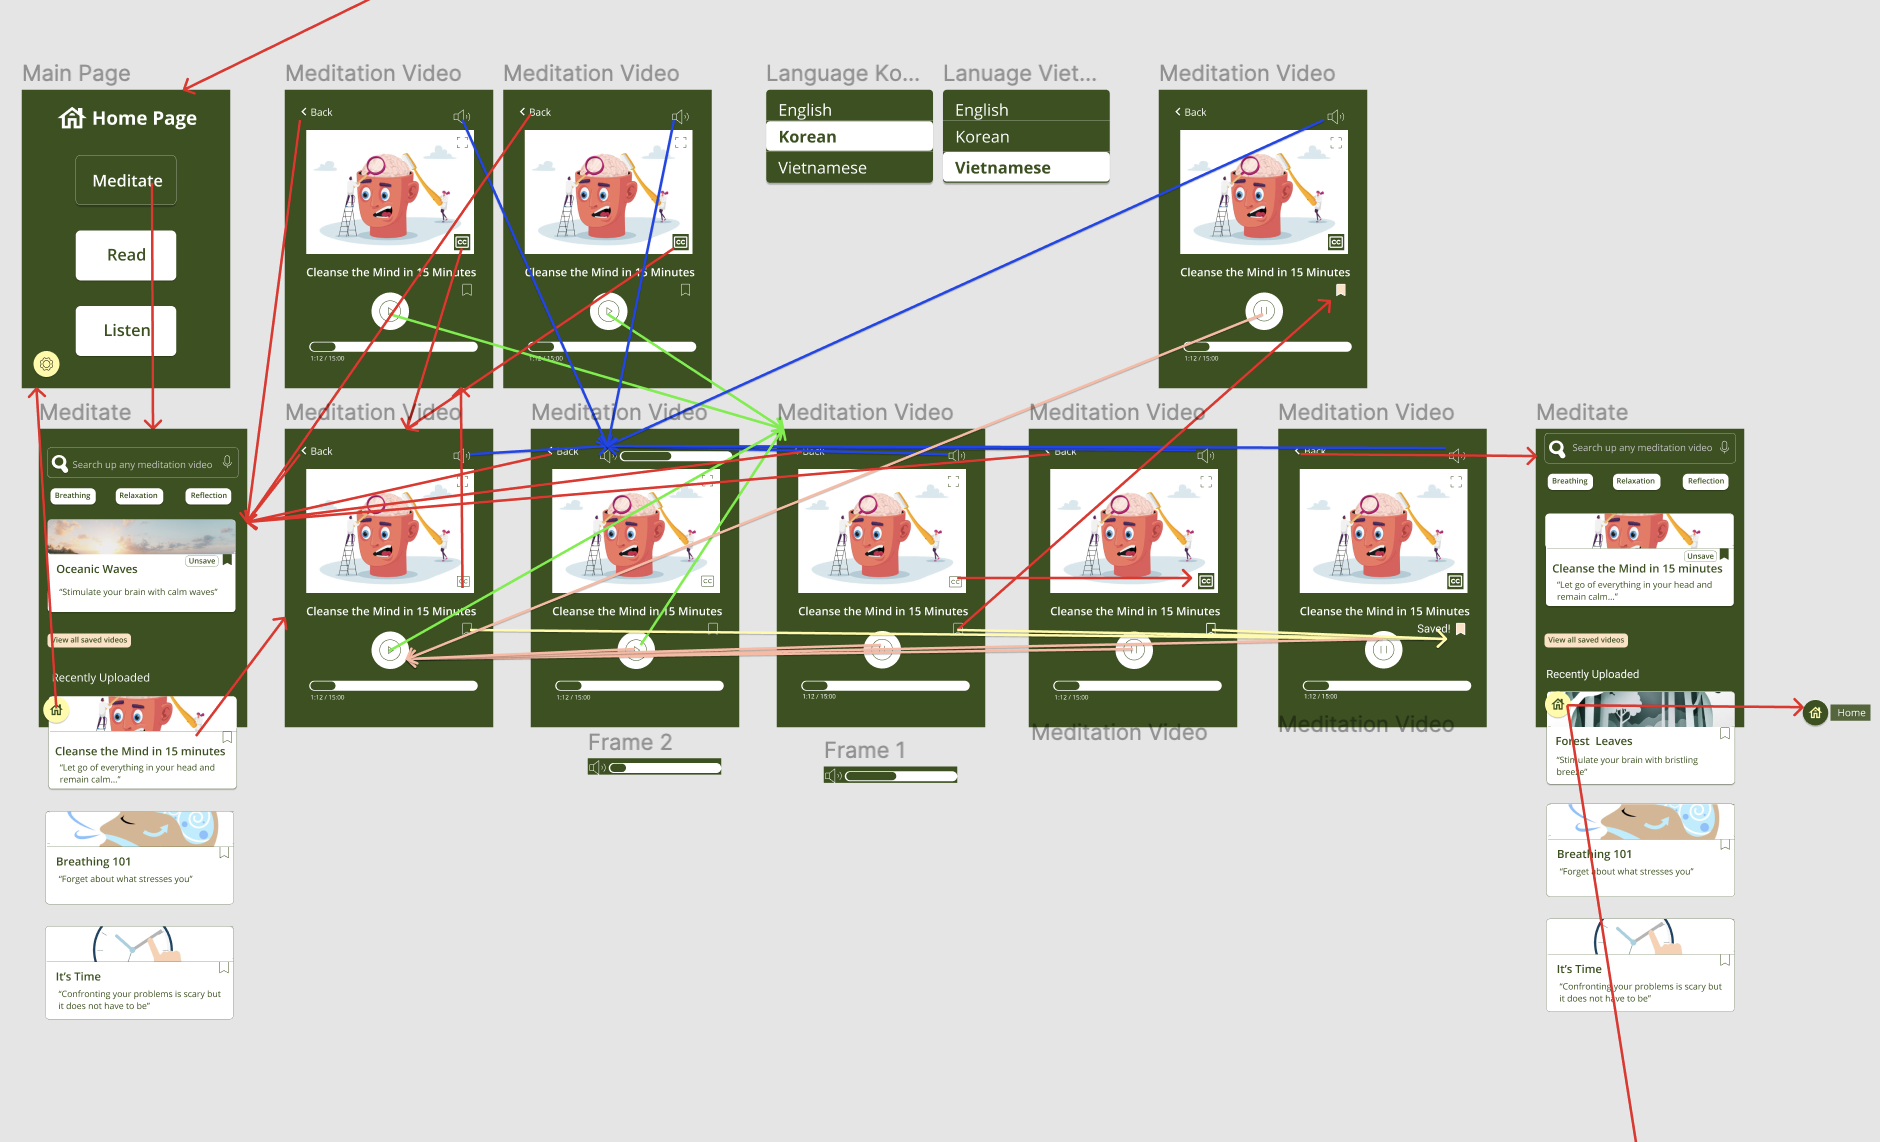 Main Page
Home Page
Meditate
Read
Listen
Meditation Video
Back
CC
Cleanse the Mind in 15 Minutes
1:12 / 15:00
Meditation Video
Back
CC
Cleanse the Mind in 15 Minutes
1:12 / 15:00
Language Ko...
English
Korean
Vietnamese
Lanuage Viet...
English
Korean
Vietnamese
Meditation Video
Back
CC
Cleanse the Mind in 15 Minutes
1:12 / 15:00
Meditate
Search up any meditation video
Breathing
Relaxation
Reflection
Unsave
Oceanic Waves
“Stimulate your brain with calm waves”
View all saved videos
Recently Uploaded
Cleanse the Mind in 15 minutes
“Let go of everything in your head and
remain calm...”
Breathing 101
“Forget about what stresses you”
It’s Time
“Confronting your problems is scary but
it does not have to be”
Meditation Video
Back
CC
Cleanse the Mind in 15 Minutes
1:12 / 15:00
Meditation Video
Back
CC
Cleanse the Mind in 15 Minutes
1:12 / 15:00
Frame 2
Meditation Video
Back
CC
Cleanse the Mind in 15 Minutes
1:12 / 15:00
Frame 1
Meditation Video
Back
CC
Cleanse the Mind in 15 Minutes
1:12 / 15:00
Meditation Video
Meditation Video
Back
CC
Cleanse the Mind in 15 Minutes
Saved!
1:12 / 15:00
Meditation Video
Meditate
Search up any meditation video
Breathing
Relaxation
Reflection
Unsave
Cleanse the Mind in 15 minutes
“Let go of everything in your head and
remain calm...”
View all saved videos
Recently Uploaded
Home
Forest Leaves
“Stimulate your brain with bristling
breeze”
Breathing 101
“Forget about what stresses you”
It’s Time
“Confronting your problems is scary but
it does not have to be”